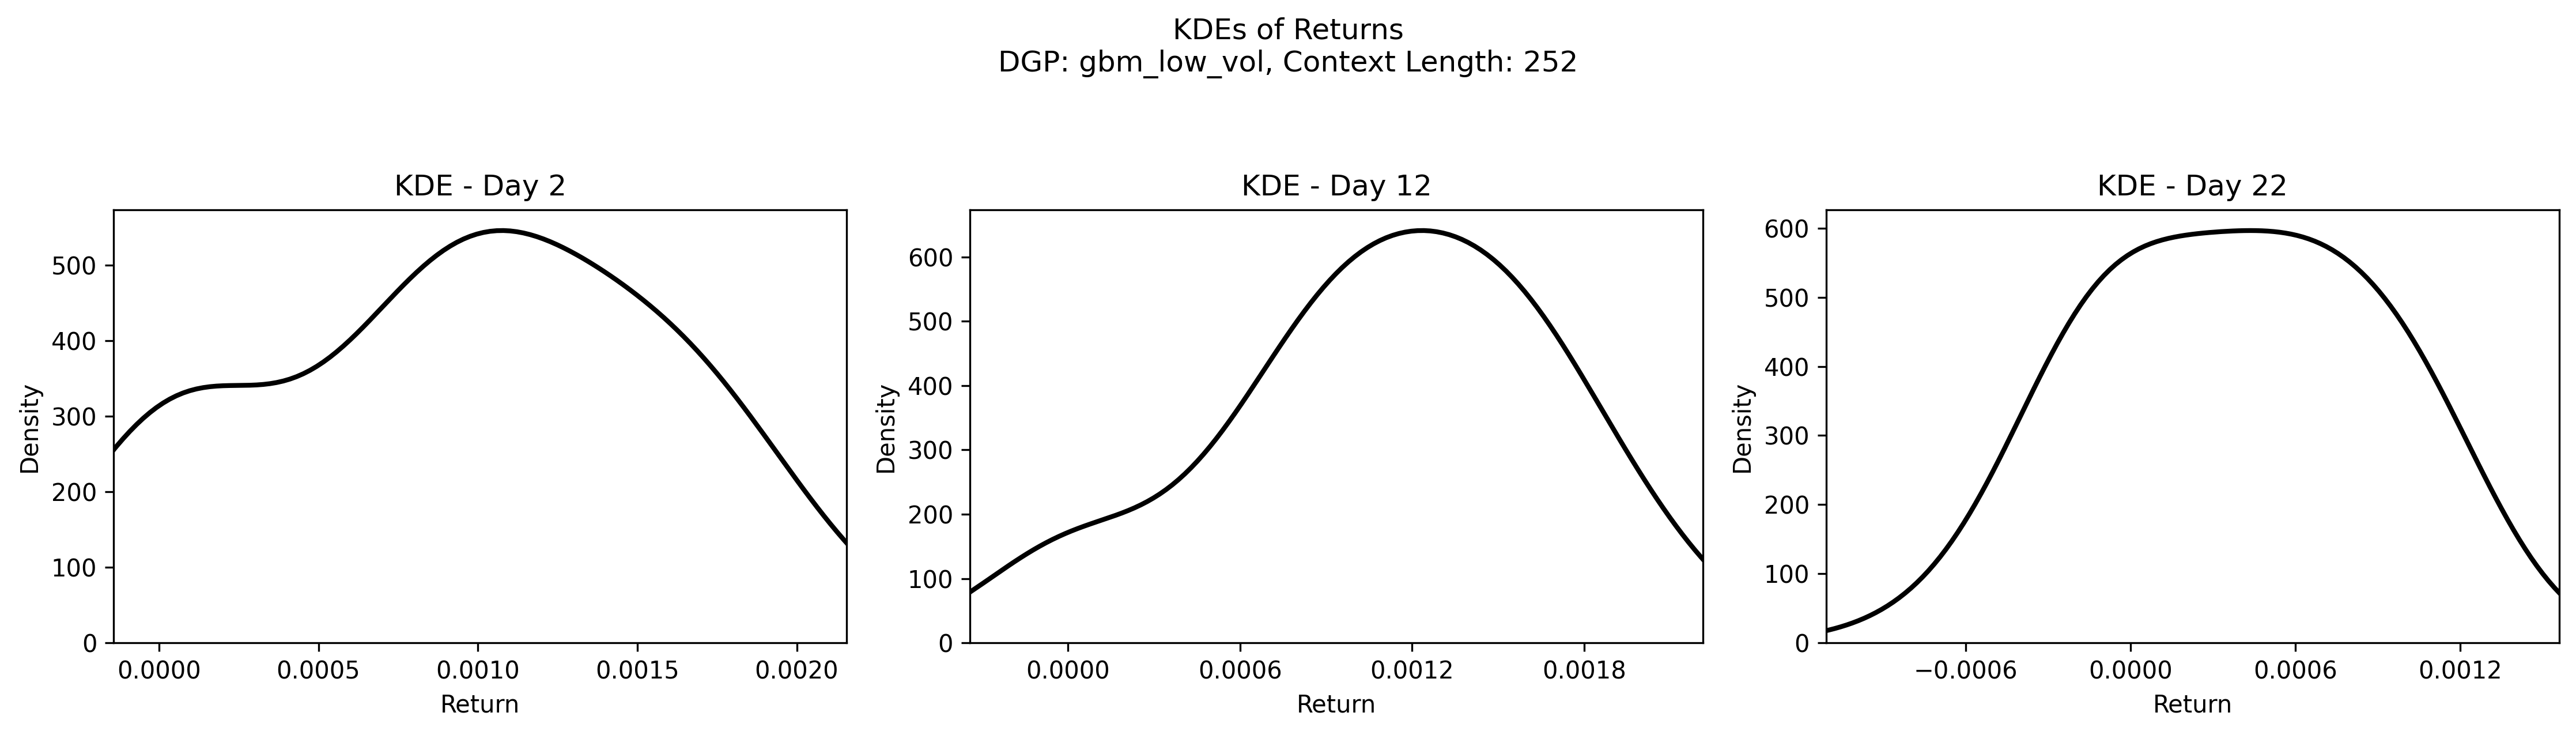 KDEs of Returns
DGP: gbm_low_vol, Context Length: 252
KDE - Day 2
Density
500
400
300
200
100
0
0.0000 0.0005 0.0010 0.0015 0.0020
Return
KDE - Day 12
Density
600
500
400
300
200
100
0
0.0000 0.0006 0.0012 0.0018
Return
KDE - Day 22
Density
600
500
400
300
200
100
0
−0.0006 0.0000 0.0006 0.0012
Return